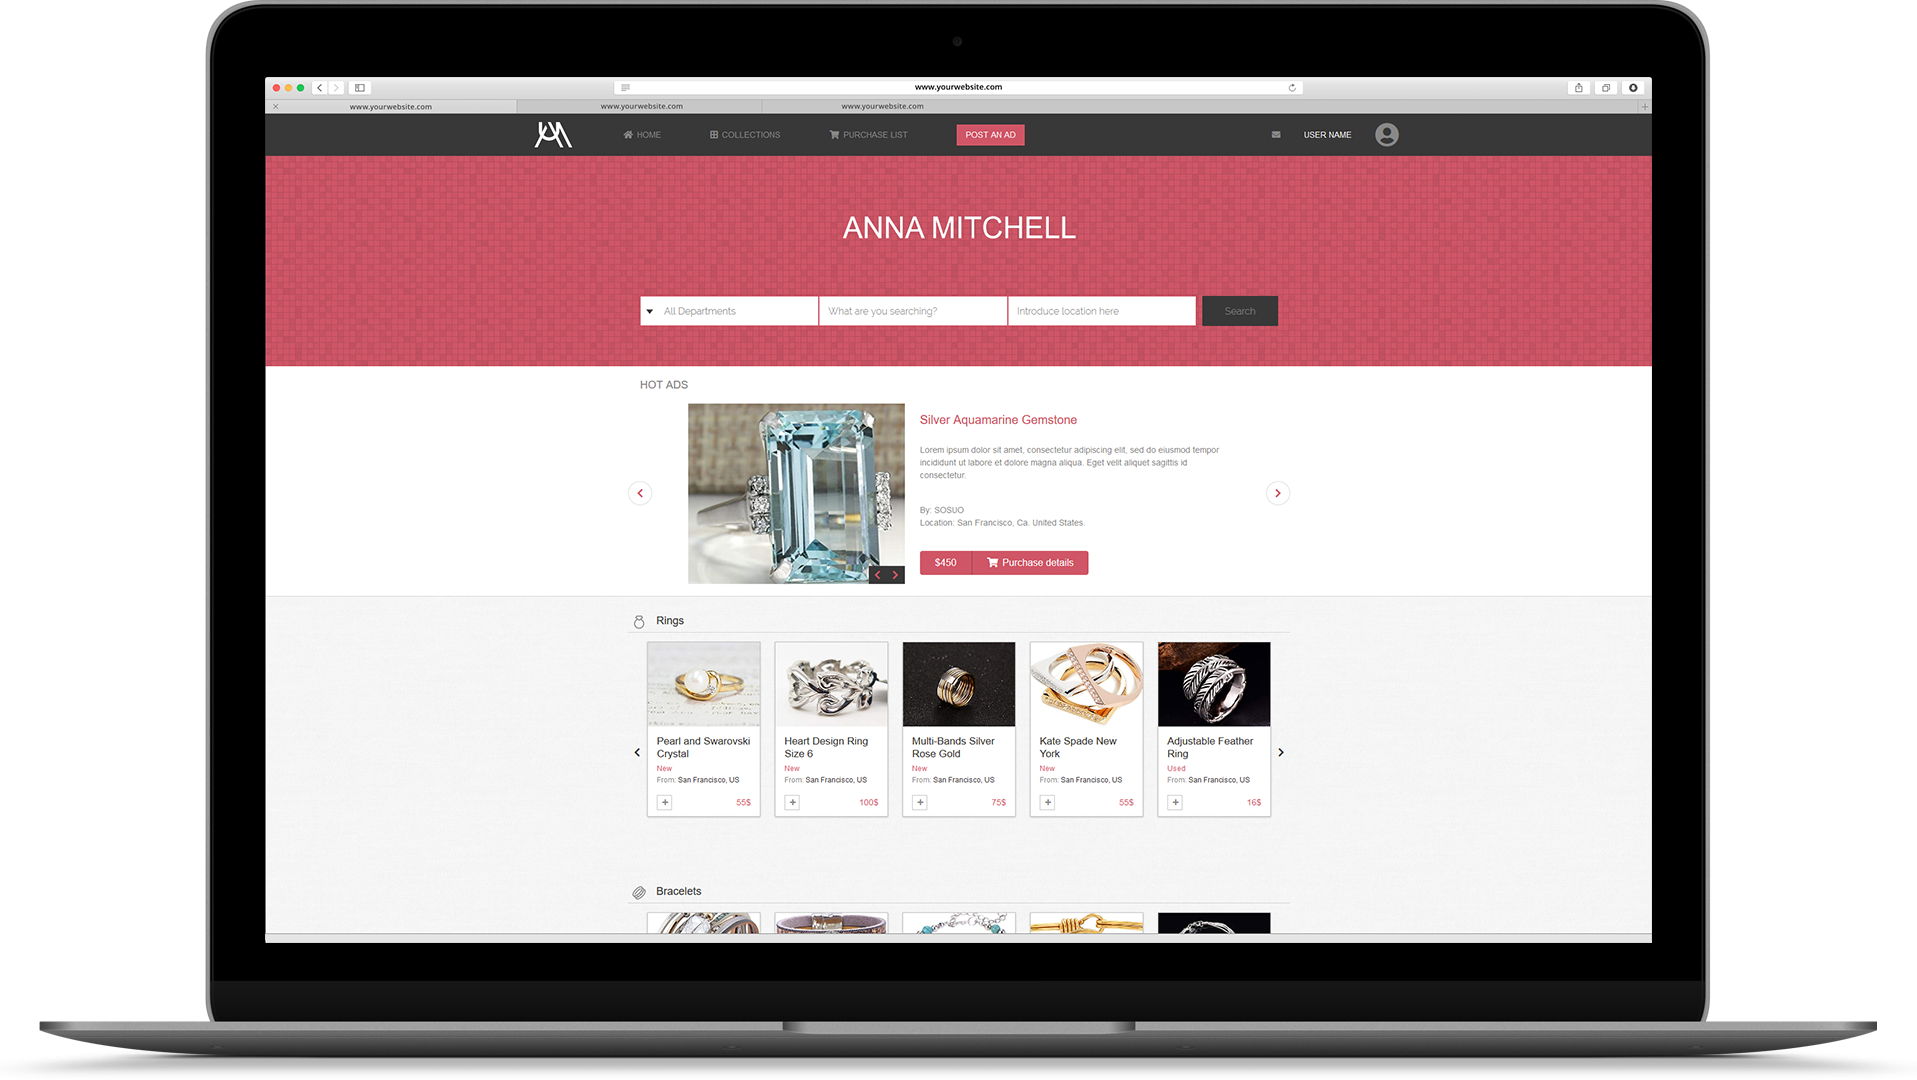 www.yourwebsite.com
www.yourwebsite.com
www.yourwebsite.com
www.yourwebsite.com
HOME
COLLECTIONS
PURCHASE LIST
POST AN AD
USER NAME
ANNA MITCHELL
All Departments
What are you searching?
Introduce location here
Search
HOT ADS
Silver Aquamarine Gemstone
Lorem ipsum dolor sit amet, consectetur adipiscing elit, sed do eiusmod tempor
incididunt ut labore et dolore magna aliqua. Eget velit aliquet sagittis id
consectetur.
By: SOSUO
Location: San Francisco, Ca. United States.
$450
Purchase details
Rings
Pearl and Swarovski
Crystal
New
From: San Francisco, US
+
55$
Heart Design Ring
Size 6
New
From: San Francisco, US
+
100$
Multi-Bands Silver
Rose Gold
New
From: San Francisco, US
+
75$
Kate Spade New
York
New
From: San Francisco, US
+
55$
Adjustable Feather
Ring
Used
From: San Francisco, US
+
16$
Bracelets